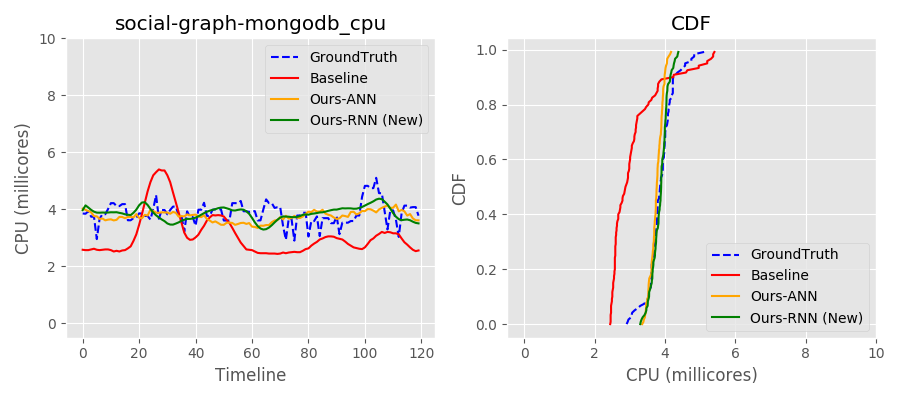 social-graph-mongodb_cpu
CPU (millicores)
10
8
6
4
2
0
GroundTruth
Baseline
Ours-ANN
Ours-RNN (New)
0 20 40 60 80 100 120
Timeline
CDF
CDF
1.0
0.8
0.6
0.4
0.2
0.0
GroundTruth
Baseline
Ours-ANN
Ours-RNN (New)
0 2 4 6 8 10
CPU (millicores)